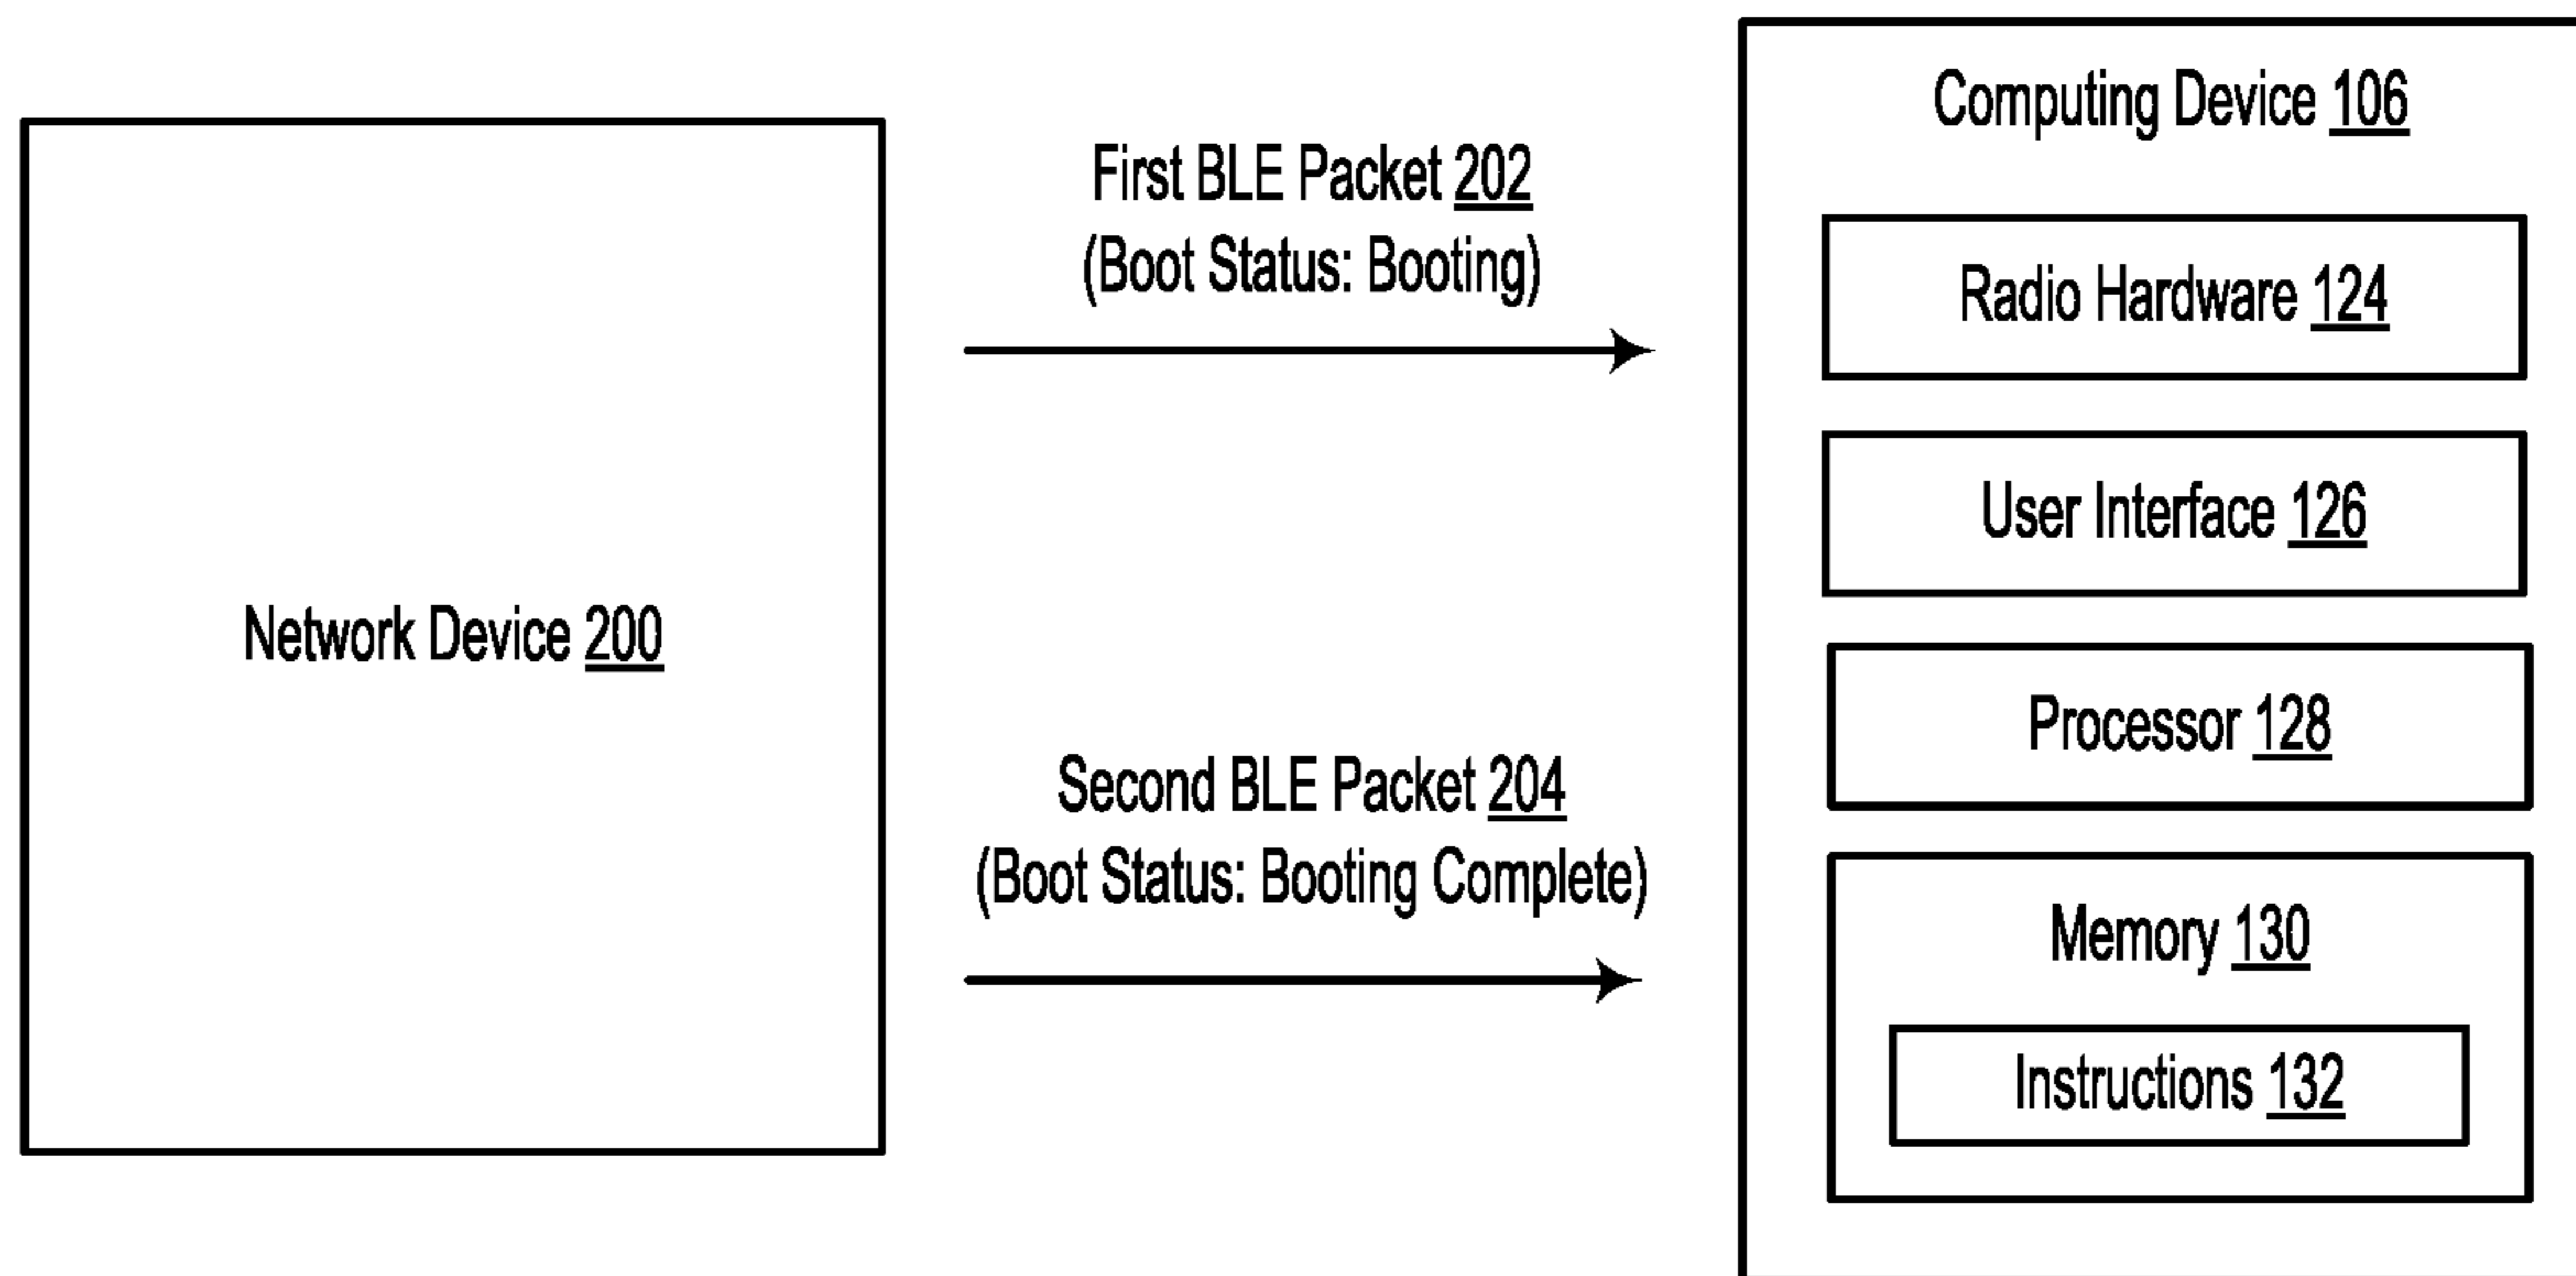 Network Device 200
First BLE Packet 202
(Boot Status: Booting)
Second BLE Packet 204
(Boot Status: Booting Complete)
Computing Device 106
Radio Hardware 124
User Interface 126
Processor 128
Memory 130
Instructions 132